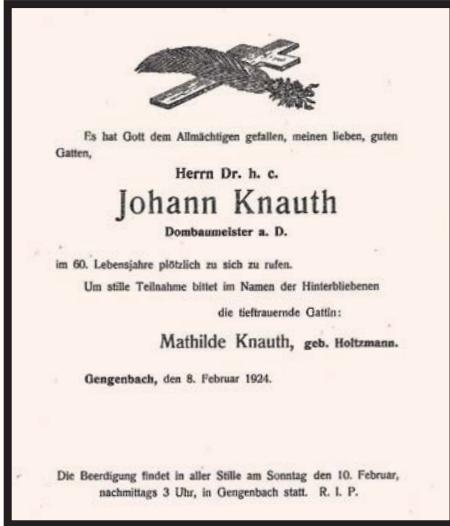 Es hat Gott dem Allmächtigen gefallen, meinen lieben, guten
Gatten,
Herrn Dr. h. c.
Johann Knauth
Dombaumeister a. D.
im 60. Lebensjahre plötzlich zu sich zu rufen.
Um stille Teilnahme bittet im Namen der Hinterbliebenen
die tieftrauernde Gattin:
Mathilde Knauth, geb. Holtzmann.
Gengenbach, den 8. Februar 1924.
Die Beerdigung findet in aller Stille am Sonntag den 10. Februar,
nachmittags 3 Uhr, in Gengenbach statt. R. I. P.